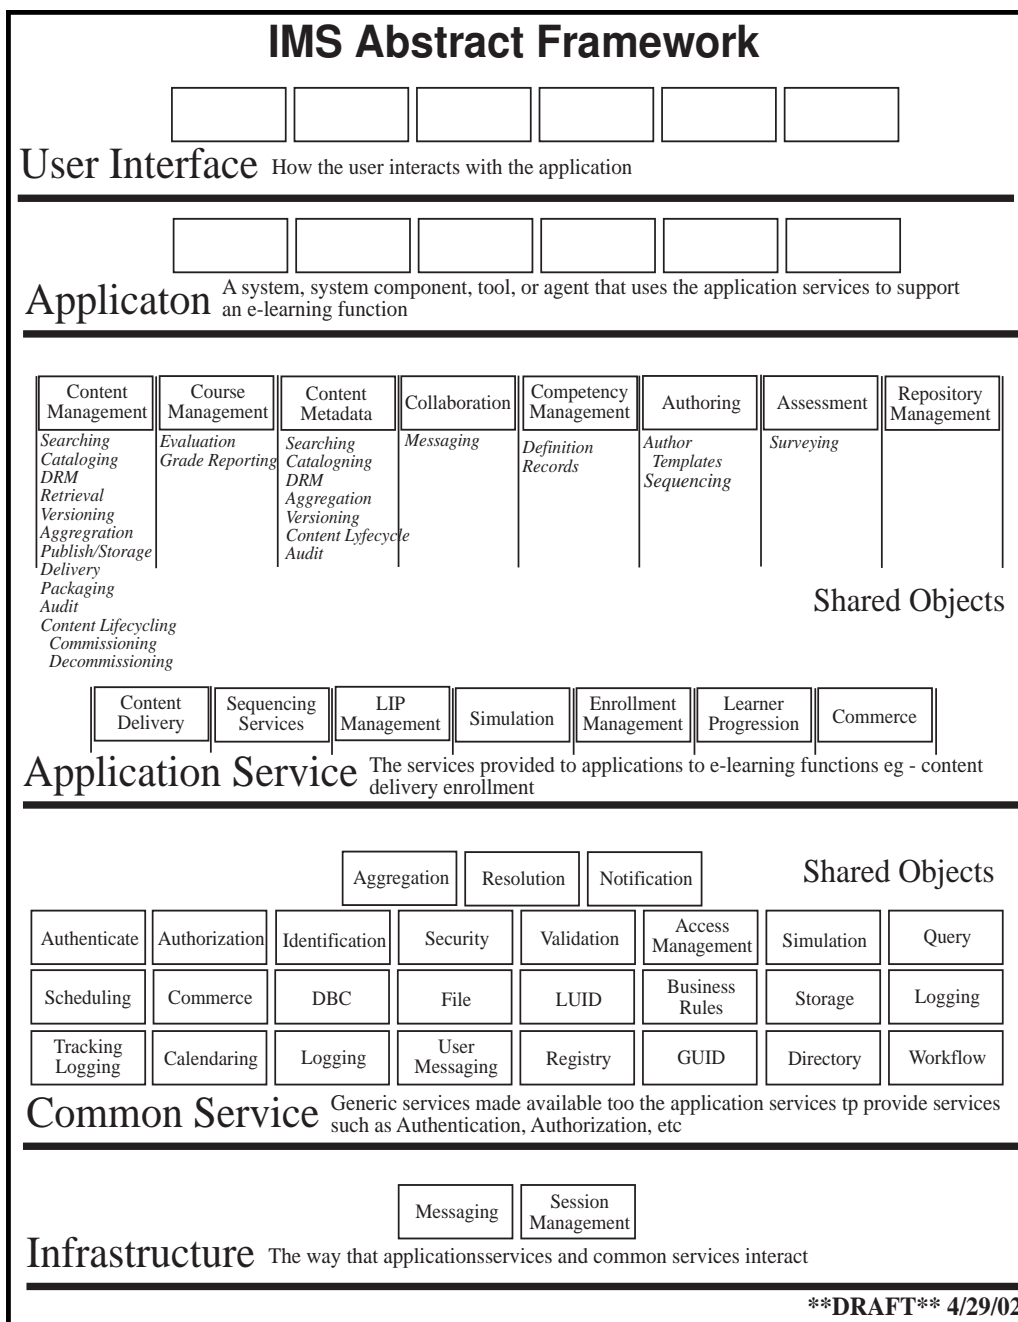 IMS Abstract Framework
User Interface How the user interacts with the application
Applicaton A system, system component, tool, or agent that uses the application services to support
an e-learning function
Content
Management
Searching
Cataloging
DRM
Retrieval
Versioning
Aggregration
Publish/Storage
Delivery
Packaging
Audit
Content Lifecycling
Commissioning
Decommissioning
Course
Management
Evaluation
Grade Reporting
Content
Metadata
Searching
Catalogning
DRM
Aggregation
Versioning
Content Lyfecycle
Audit
Collaboration
Messaging
Competency
Management
Definition
Records
Authoring
Author
Templates
Sequencing
Assessment
Surveying
Repository
Management
Shared Objects
Content
Delivery
Sequencing
Services
LIP
Management
Simulation
Enrollment
Management
Learner
Progression
Commerce
Application Service The services provided to applications to e-learning functions eg - content
delivery enrollment
Aggregation
Resolution
Notification
Shared Objects
Authenticate
Authorization
Identification
Security
Validation
Access
Management
Simulation
Query
Scheduling
Commerce
DBC
File
LUID
Business
Rules
Storage
Logging
Tracking
Logging
Calendaring
Logging
User
Messaging
Registry
GUID
Directory
Workflow
Common Service Generic services made available too the application services tp provide services
such as Authentication, Authorization, etc
Messaging
Session
Management
Infrastructure The way that applicationsservices and common services interact
**DRAFT** 4/29/02